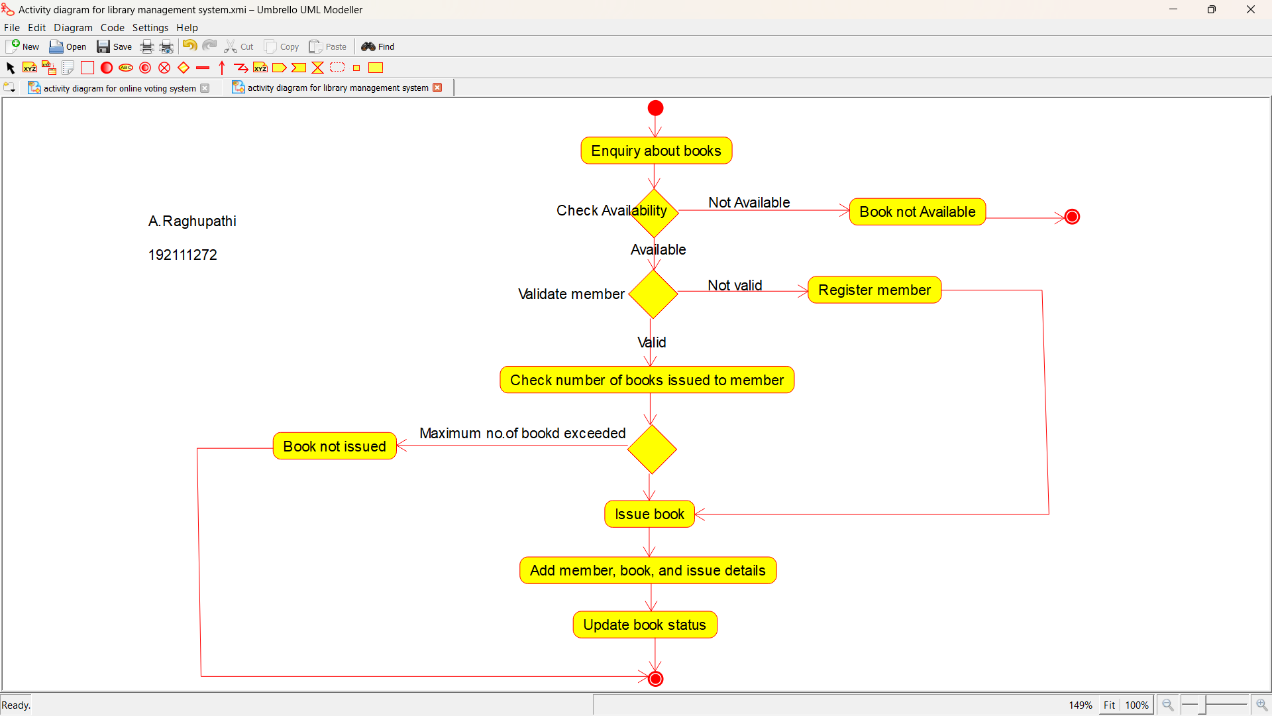 Activity diagram for library management system.xmi – Umbrello UML Modeller
File Edit Diagram Code Settings Help
New Open Save Cut Copy Paste Find
activity diagram for online voting system activity diagram for library management system
Enquiry about books
Check Availability
Not Available
Book not Available
A.Raghupathi
192111272
Available
Validate member
Not valid
Register member
Valid
Check number of books issued to member
Maximum no.of bookd exceeded
Book not issued
Issue book
Add member, book, and issue details
Update book status
Ready. 149% Fit 100%